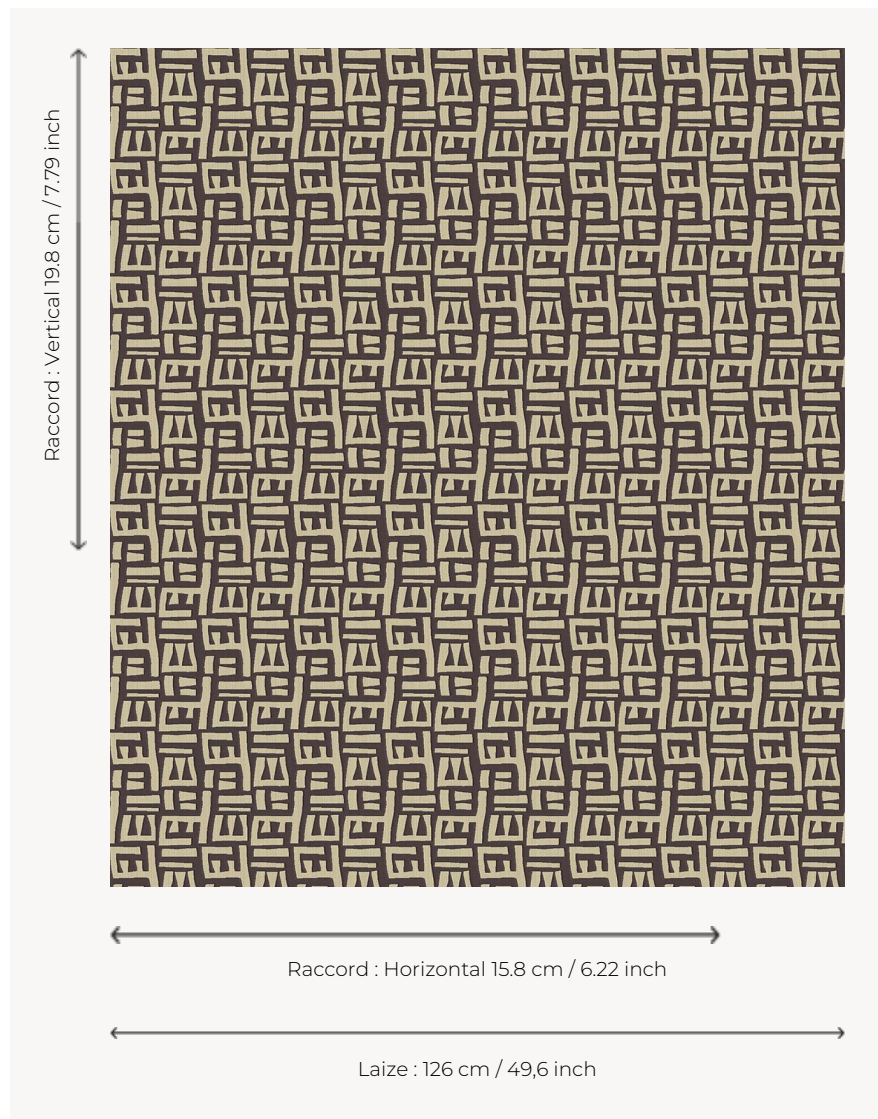 Raccord : Vertical 19.8 cm / 7.79 inch
Raccord : Horizontal 15.8 cm / 6.22 inch
Laize : 126 cm / 49,6 inch